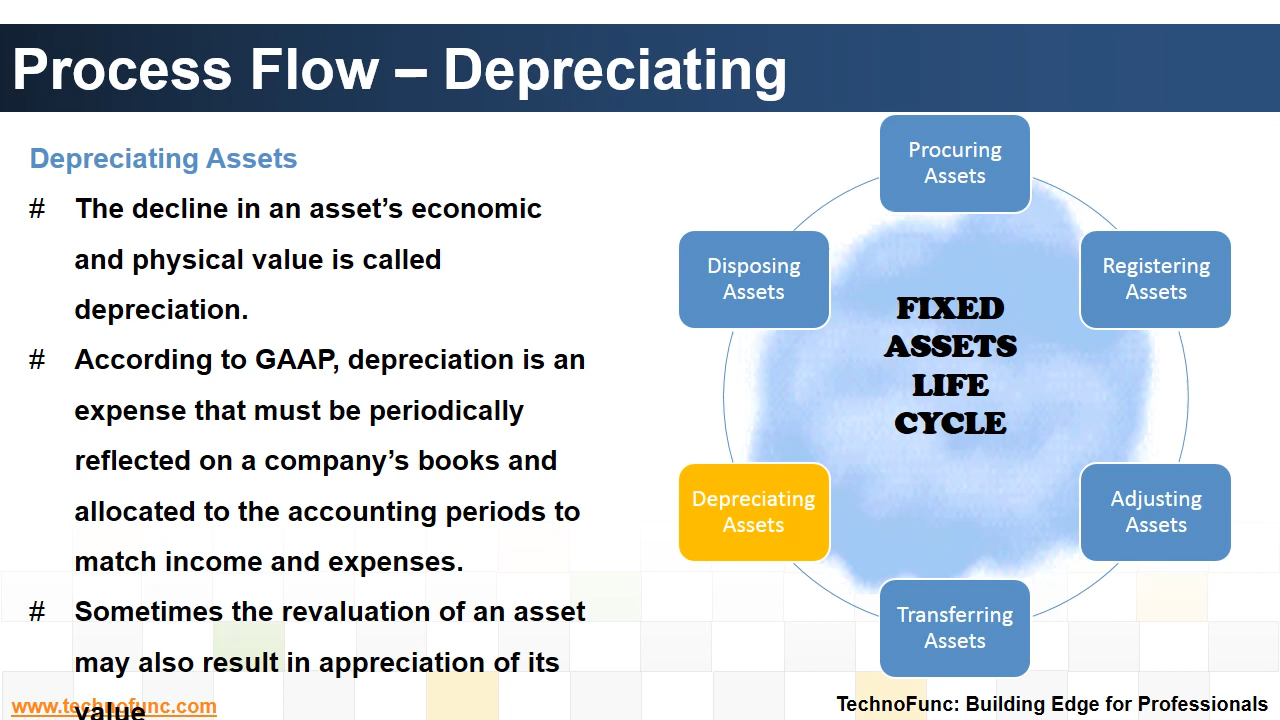 Process Flow – Depreciating
Depreciating Assets
# The decline in an asset’s economic
and physical value is called
depreciation.
# According to GAAP, depreciation is an
expense that must be periodically
reflected on a company’s books and
allocated to the accounting periods to
match income and expenses.
# Sometimes the revaluation of an asset
may also result in appreciation of its
value
Procuring
Assets
Registering
Assets
Adjusting
Assets
Transferring
Assets
Depreciating
Assets
Disposing
Assets
FIXED
ASSETS
LIFE
CYCLE
www.technofunc.com
TechnoFunc: Building Edge for Professionals